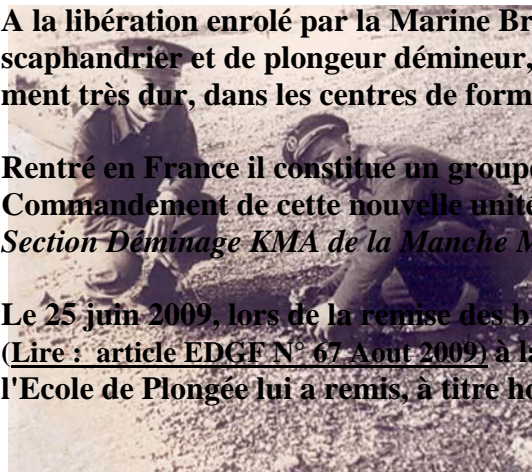 A la libération enrolé par la Marine Br
scaphandrier et de plongeur démineur,
ment très dur, dans les centres de form
Rentré en France il constitue un groupe
Commandement de cette nouvelle unité
Section Déminage KMA de la Manche M
Le 25 juin 2009, lors de la remise des b
(Lire : article EDGF N° 67 Aout 2009) à la
l'Ecole de Plongée lui a remis, à titre ho